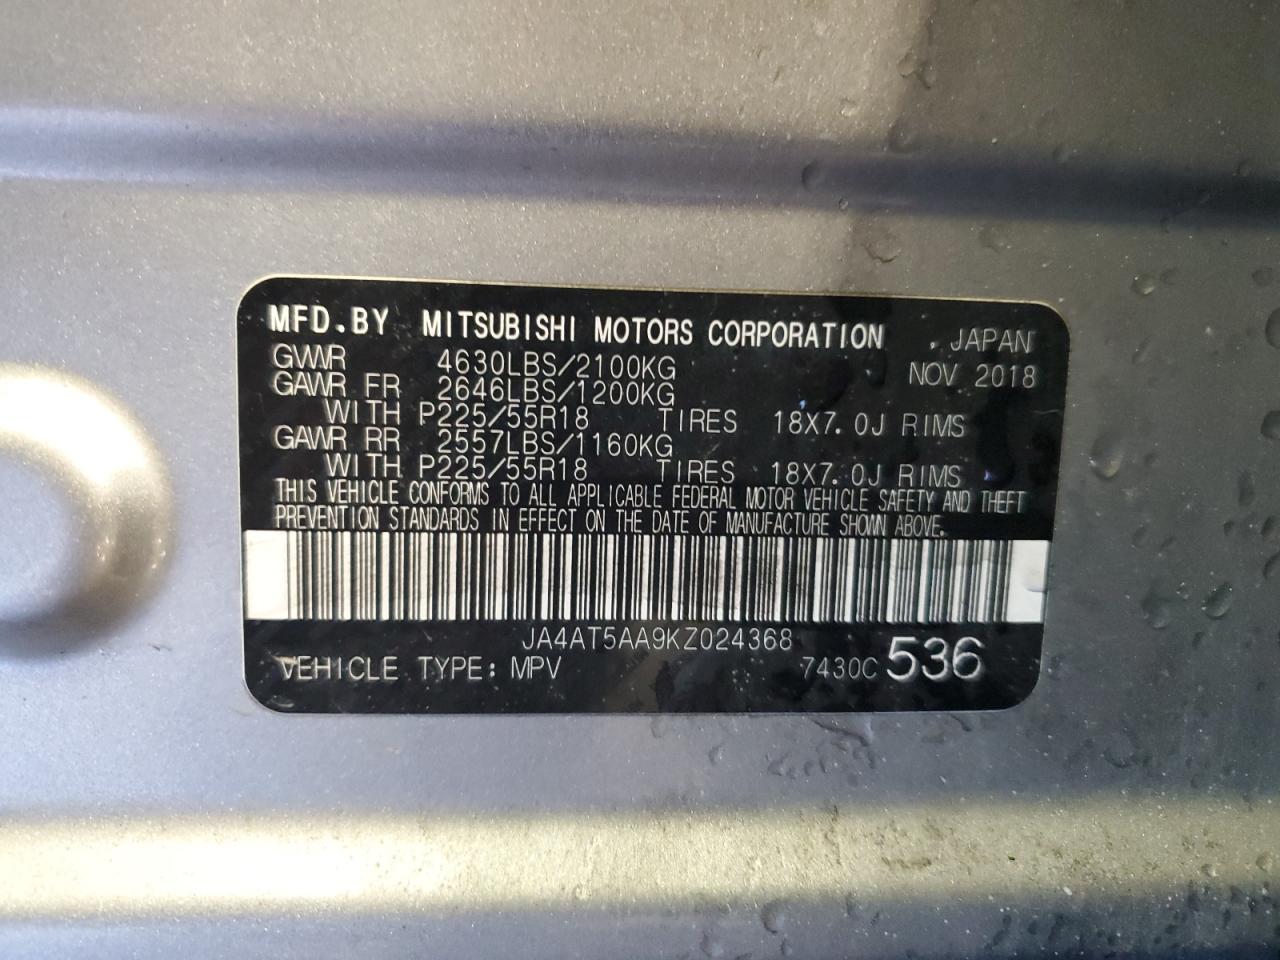 MFD.BY MITSUBISHI MOTORS CORPORATION . JAPAN
GVWR 4630LBS/2100KG NOV 2018
GAWR FR 2646LBS/1200KG
WITH P225/55R18 TIRES 18X7.0J RIMS
GAWR RR 2557LBS/1160KG
WITH P225/55R18 TIRES 18X7.0J RIMS
THIS VEHICLE CONFORMS TO ALL APPLICABLE FEDERAL MOTOR VEHICLE SAFETY AND THEFT
PREVENTION STANDARDS IN EFFECT ON THE DATE OF MANUFACTURE SHOWN ABOVE.
JA4AT5AA9KZ024368
VEHICLE TYPE: MPV 7430C 536